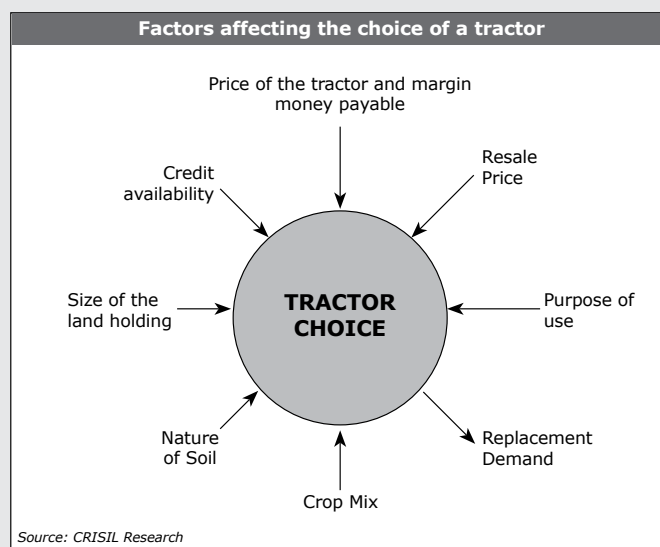 Factors affecting the choice of a tractor
Price of the tractor and margin
money payable
Resale
Price
Credit
availability
Size of the
land holding
TRACTOR
CHOICE
Purpose of
use
Nature
of Soil
Replacement
Demand
Crop Mix
Source: CRISIL Research